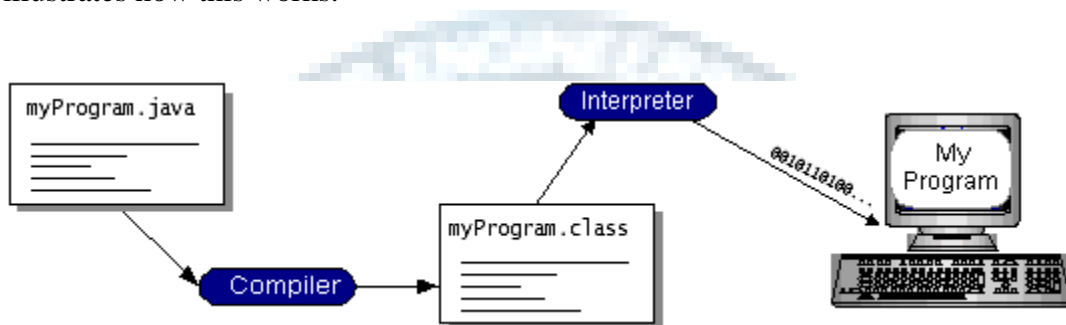 illustrates how this works.
myProgram.java
Interpreter
0010110100...
My
Program
myProgram.class
Compiler